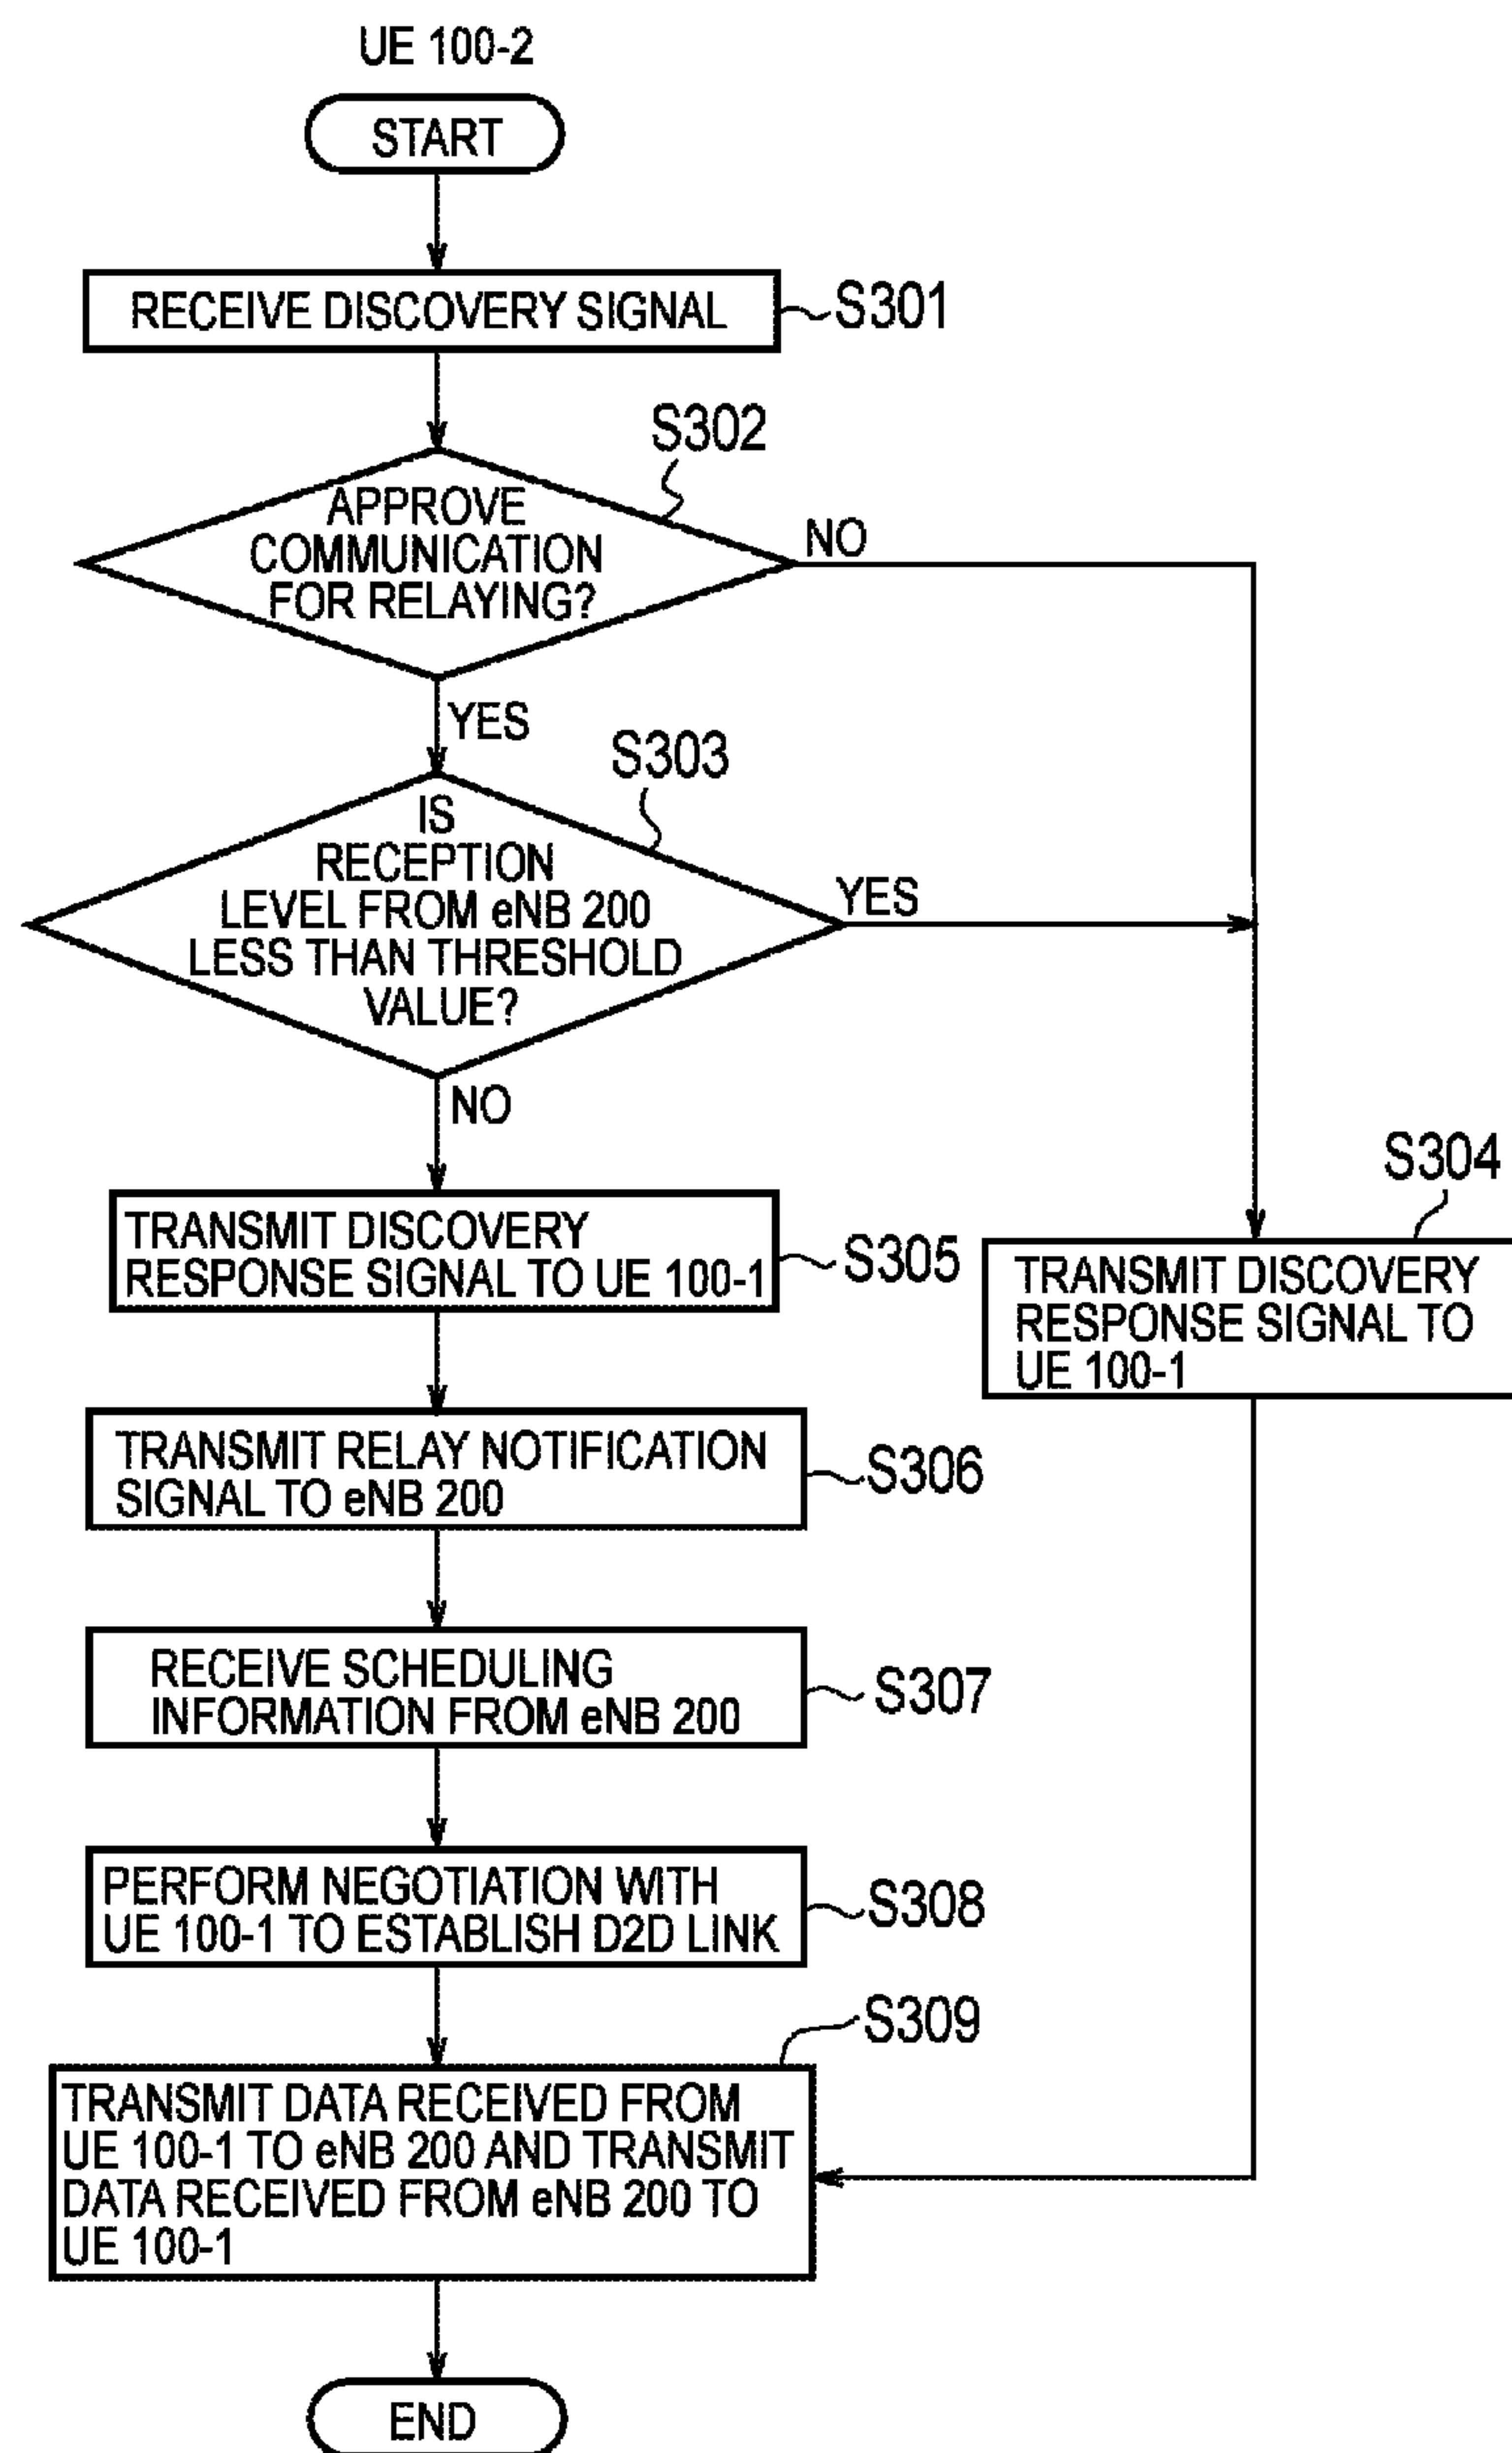 UE 100-2
START
RECEIVE DISCOVERY SIGNAL
S301
S302
APPROVE
COMMUNICATION
FOR RELAYING?
NO
YES
S303
IS
RECEPTION
LEVEL FROM eNB 200
LESS THAN THRESHOLD
VALUE?
YES
NO
S304
TRANSMIT DISCOVERY
RESPONSE SIGNAL TO
UE 100-1
TRANSMIT DISCOVERY
RESPONSE SIGNAL TO UE 100-1
S305
TRANSMIT RELAY NOTIFICATION
SIGNAL TO eNB 200
S306
RECEIVE SCHEDULING
INFORMATION FROM eNB 200
S307
PERFORM NEGOTIATION WITH
UE 100-1 TO ESTABLISH D2D LINK
S308
S309
TRANSMIT DATA RECEIVED FROM
UE 100-1 TO eNB 200 AND TRANSMIT
DATA RECEIVED FROM eNB 200 TO
UE 100-1
END